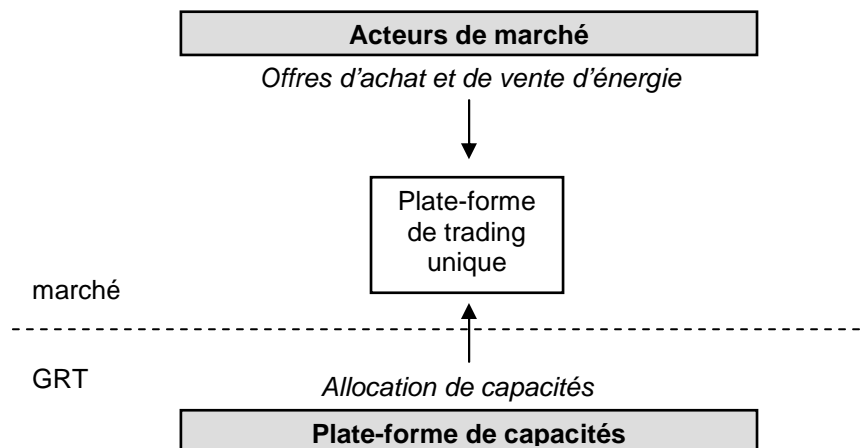 Acteurs de marché
Offres d'achat et de vente d'énergie
Plate-forme
de trading
unique
marché
GRT
Allocation de capacités
Plate-forme de capacités